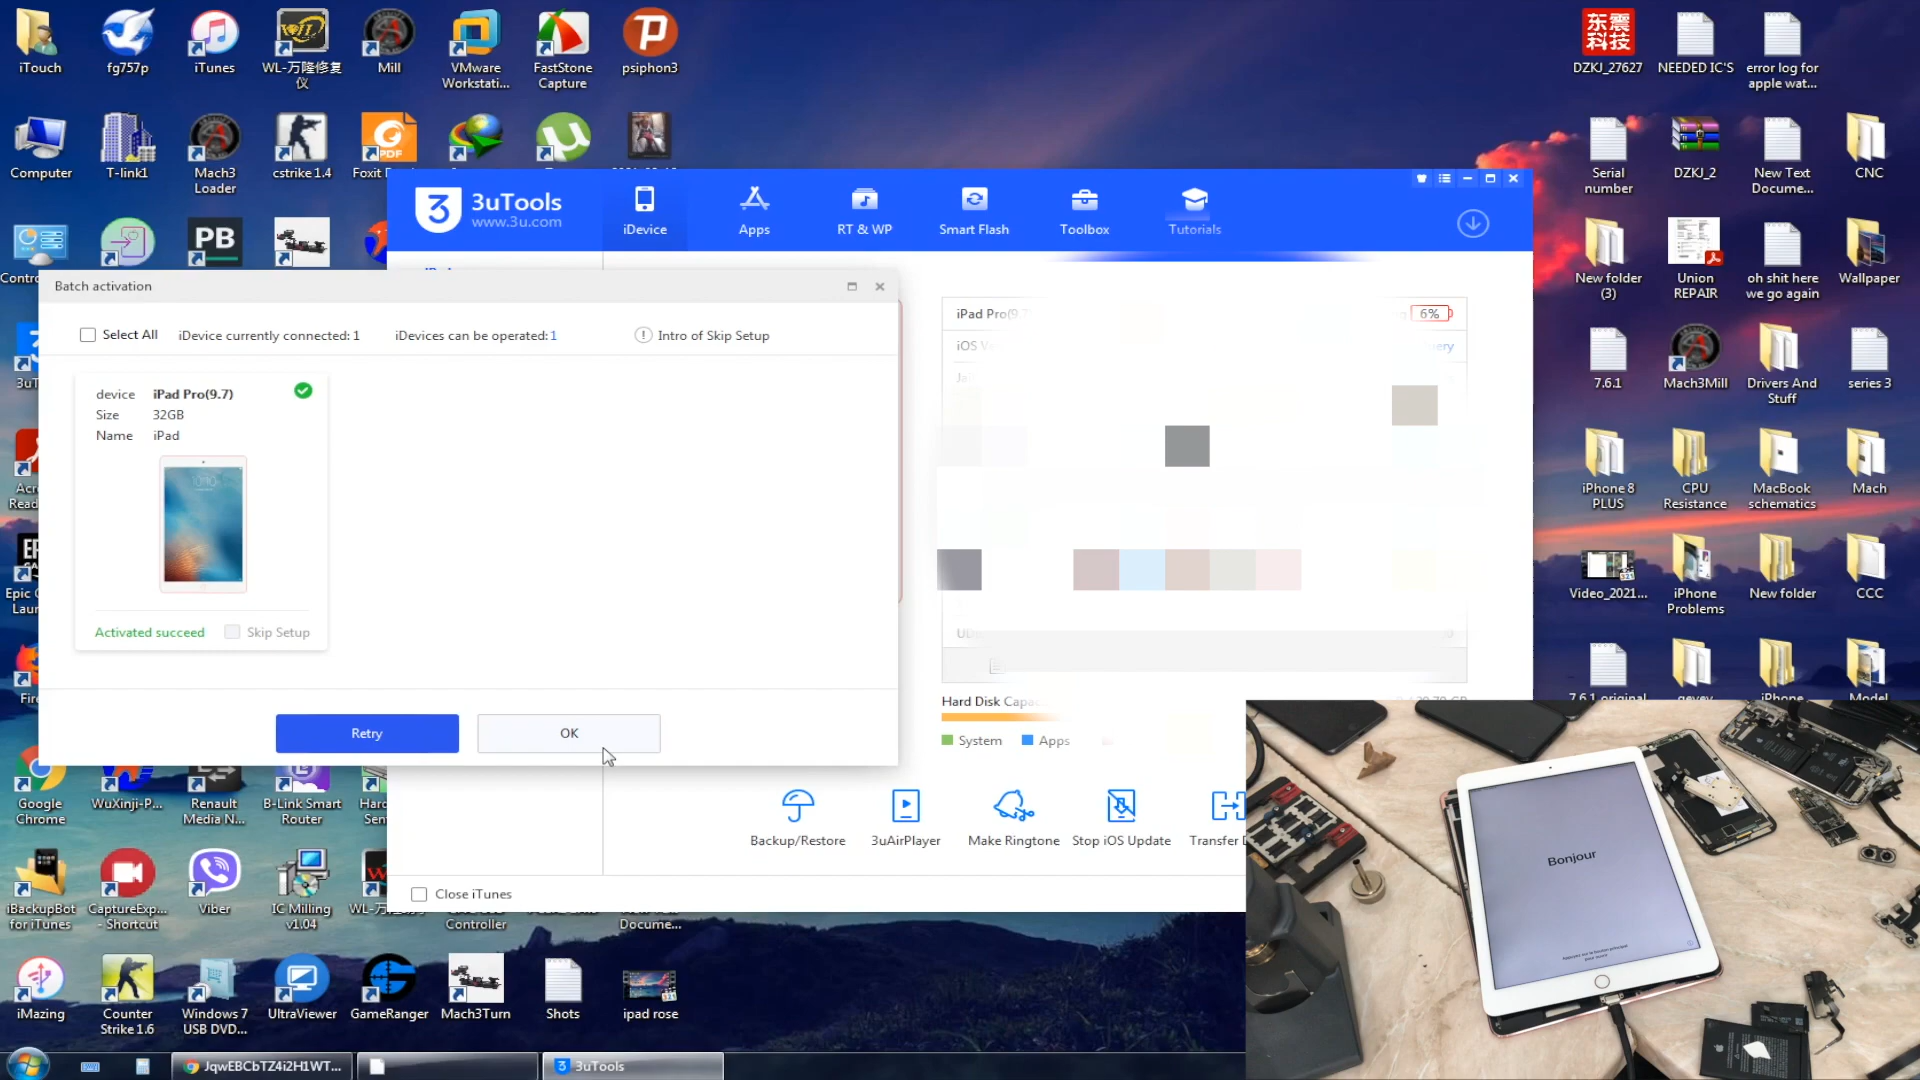 iTouch
fg757p
iTunes
WL-万隆修复
仪
Mill
VMware
Workstati...
FastStone
Capture
psiphon3
DZKJ_27627
NEEDED IC'S
error log for
apple wat...
东震
科技
Computer
T-link1
Mach3
Loader
cstrike 1.4
PDF
Serial
number
DZKJ_2
New Text
Docume...
CNC
3uTools
www.3u.com
iDevice
Apps
RT & WP
Smart Flash
Toolbox
Tutorials
PB
New folder
(3)
Union
REPAIR
oh shit here
we go again
Wallpaper
Batch activation
Select All
iDevice currently connected: 1
iDevices can be operated: 1
Intro of Skip Setup
device iPad Pro(9.7)
Size 32GB
Name iPad
Activated succeed
Skip Setup
Retry
OK
6%
Hard Disk
System
Apps
Backup/Restore
3uAirPlayer
Make Ringtone
Stop iOS Update
Transfer
Close iTunes
7.6.1
Mach3Mill
Drivers And
Stuff
series 3
iPhone 8
PLUS
CPU
Resistance
MacBook
schematics
Mach
Video_2021...
iPhone
Problems
New folder
CCC
7.6.1 original
iPhone
Model
Google
Chrome
WuXinji-P...
Renault
Media N...
B-Link Smart
Router
iBackupBot
for iTunes
CaptureExp...
- Shortcut
Viber
IC Milling
v1.04
Controller
Docume...
iMazing
Counter
Strike 1.6
Windows 7
USB DVD...
UltraViewer
GameRanger
Mach3Turn
Shots
ipad rose
JqwEBCbTZ4i2H1WT...
3uTools
Bonjour